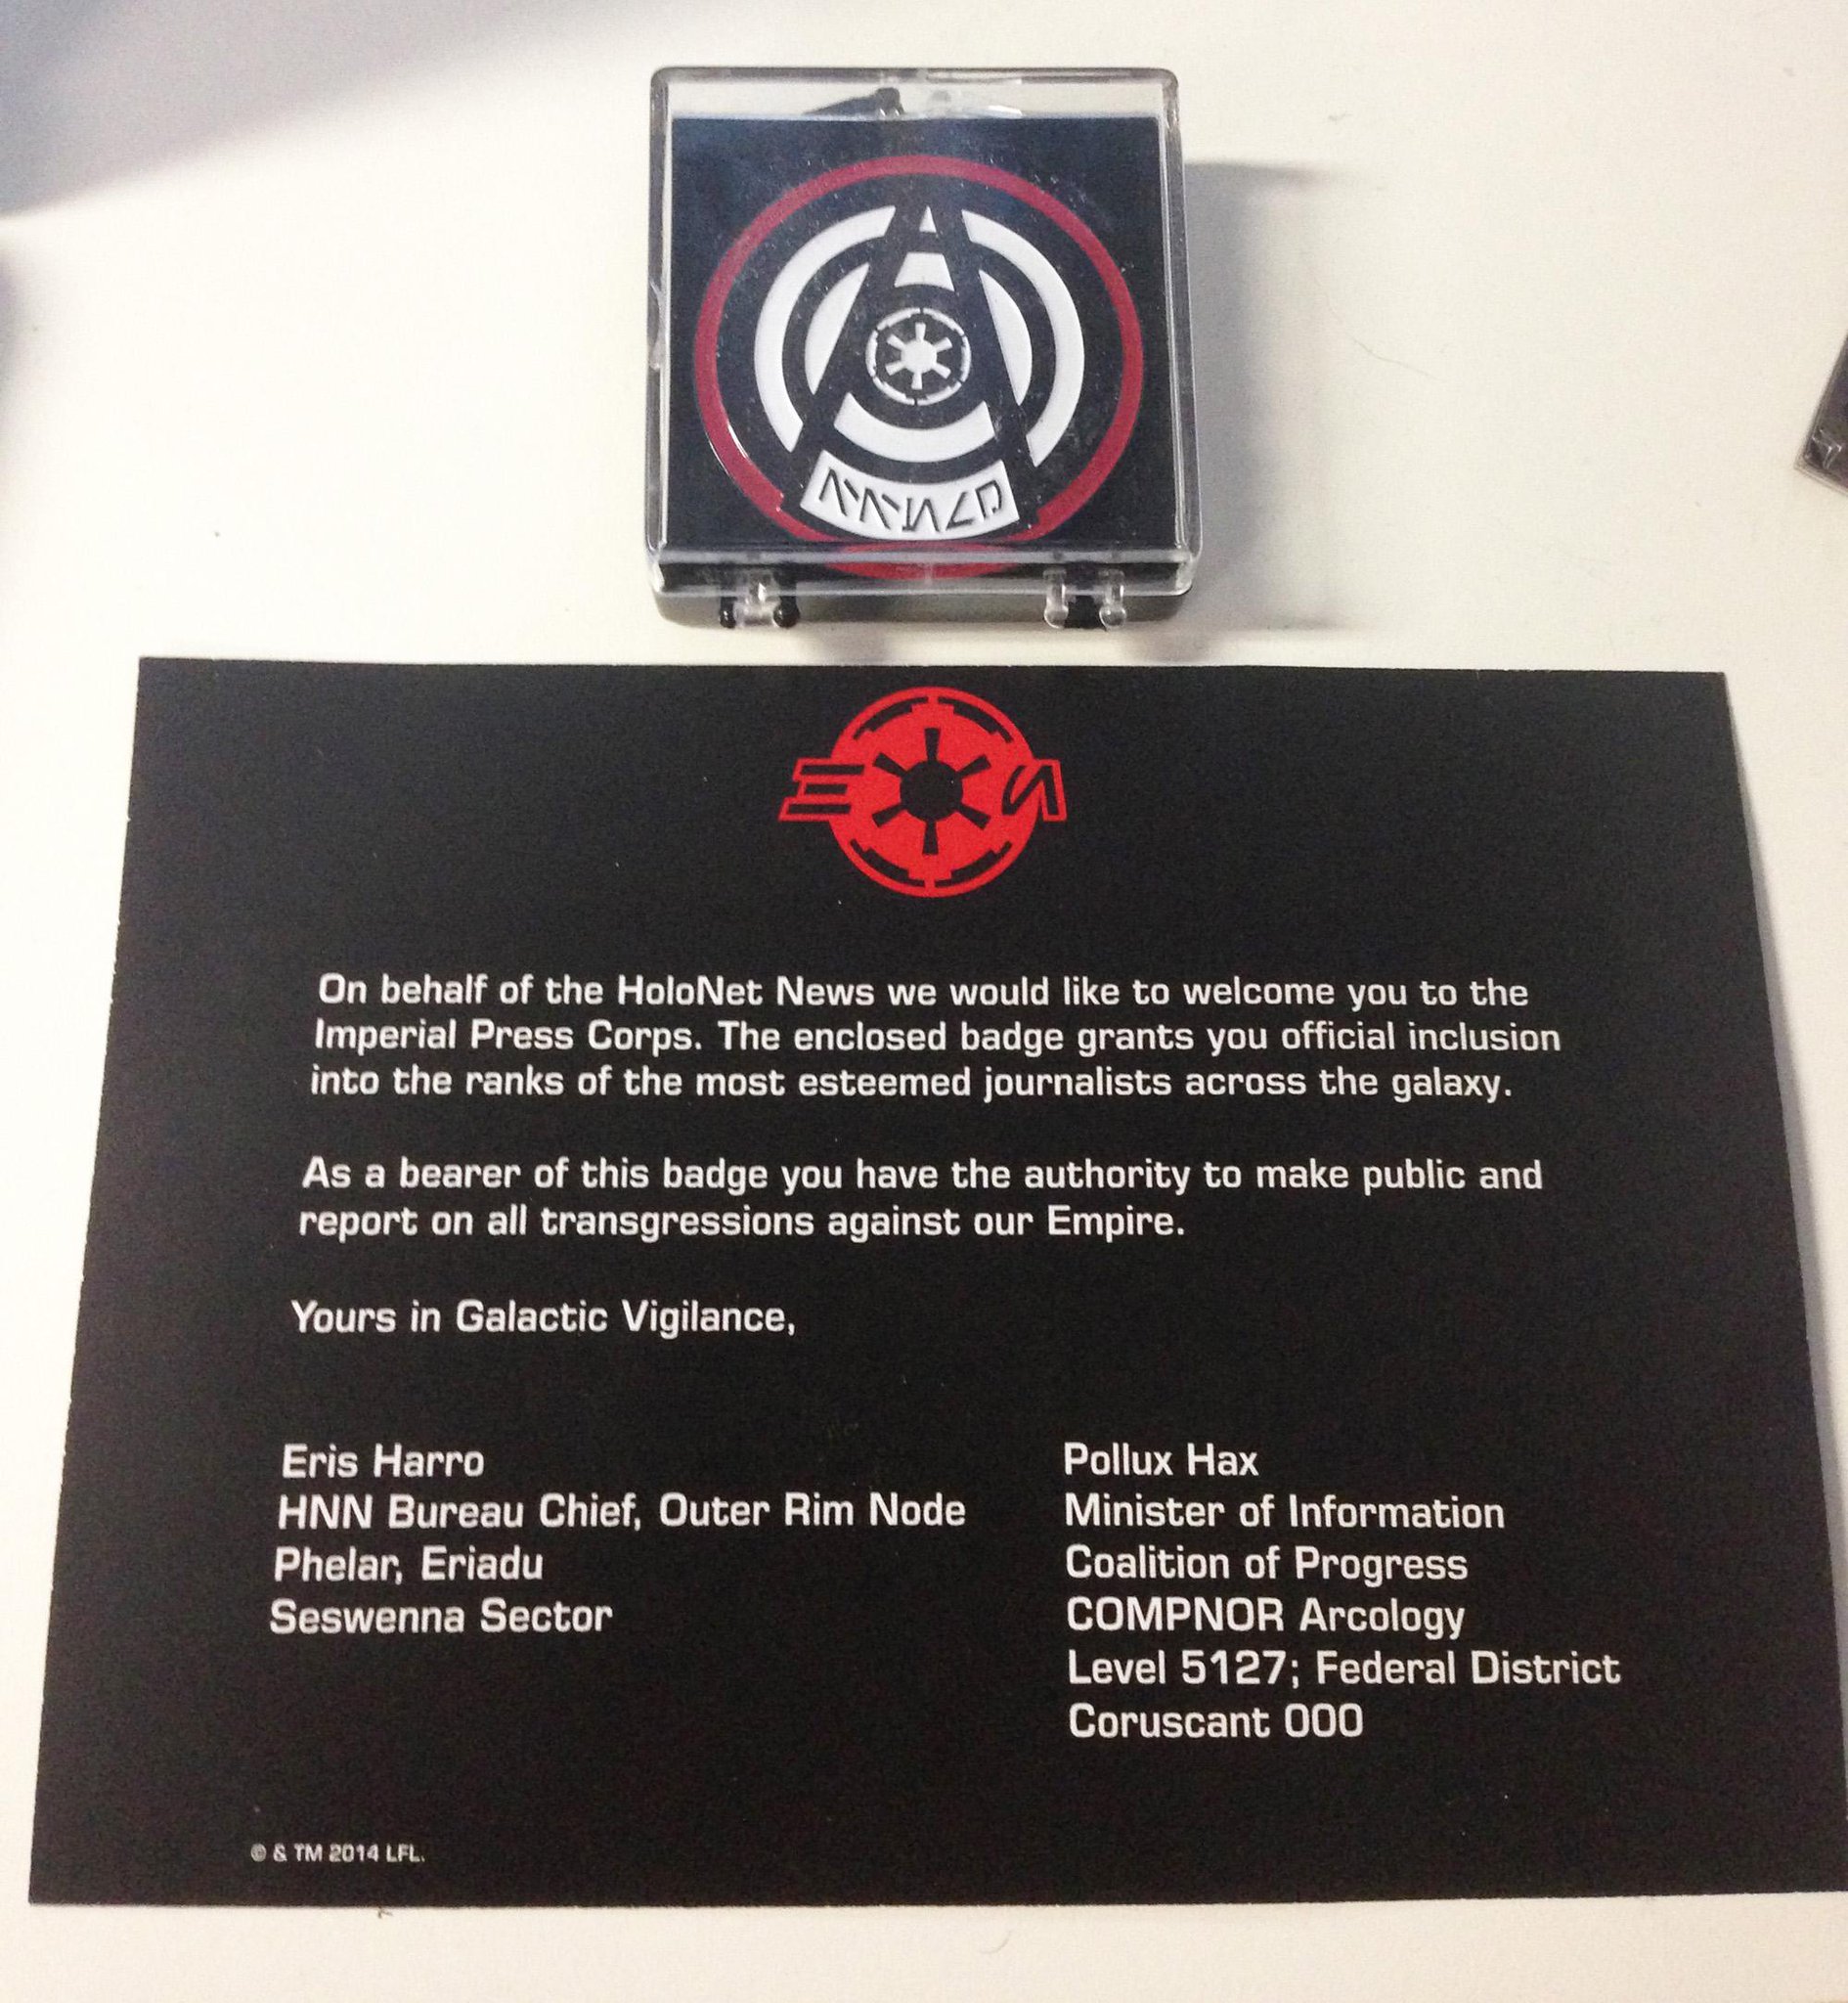 On behalf of the HoloNet News we would like to welcome you to the
Imperial Press Corps. The enclosed badge grants you official inclusion
into the ranks of the most esteemed journalists across the galaxy.
As a bearer of this badge you have the authority to make public and
report on all transgressions against our Empire.
Yours in Galactic Vigilance,
Eris Harro
HNN Bureau Chief, Outer Rim Node
Phelar, Eriadu
Seswenna Sector
Pollux Hax
Minister of Information
Coalition of Progress
COMPNOR Arcology
Level 5127; Federal District
Coruscant 000
© & TM 2014 LFL.